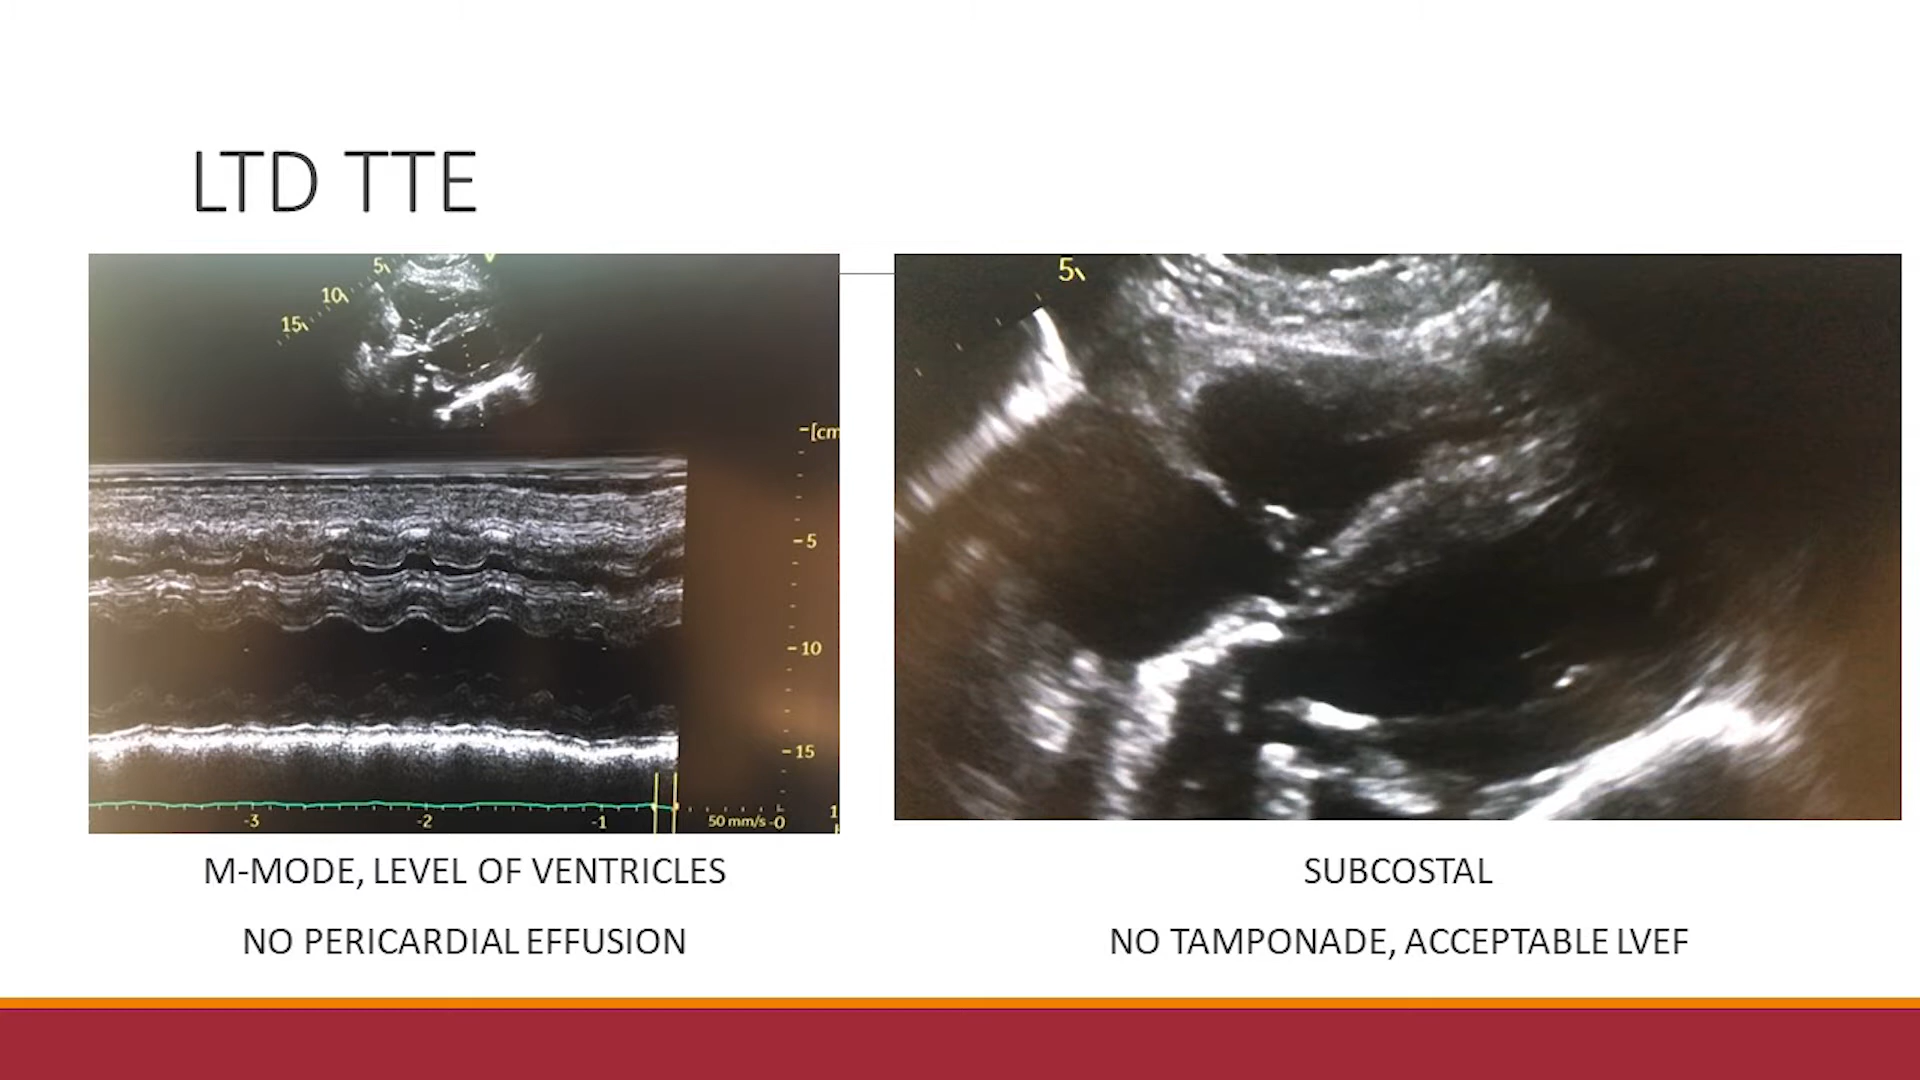 LTD TTE
5
10
15
[cm
5
10
15
-3
-2
-1
50 mm/s
-0
1
5
M-MODE, LEVEL OF VENTRICLES
NO PERICARDIAL EFFUSION
SUBCOSTAL
NO TAMPONADE, ACCEPTABLE LVEF